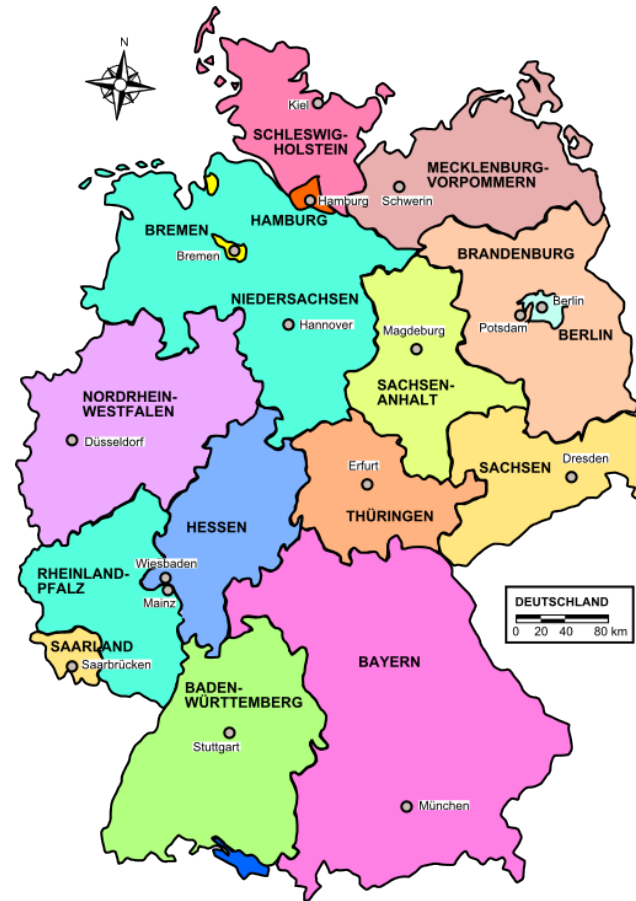 N
Kiel
SCHLESWIG-
HOLSTEIN
MECKLENBURG-
VORPOMMERN
Schwerin
Hamburg
HAMBURG
BREMEN
Bremen
BRANDENBURG
NIEDERSACHSEN
Berlin
Potsdam
BERLIN
Hannover
Magdeburg
SACHSEN-
ANHALT
NORDRHEIN-
WESTFALEN
Düsseldorf
Erfurt
SACHSEN
Dresden
THÜRINGEN
HESSEN
Wiesbaden
RHEINLAND-
PFALZ
Mainz
DEUTSCHLAND
0 20 40 80 km
SAARLAND
Saarbrücken
BAYERN
BADEN-
WÜRTTEMBERG
Stuttgart
München